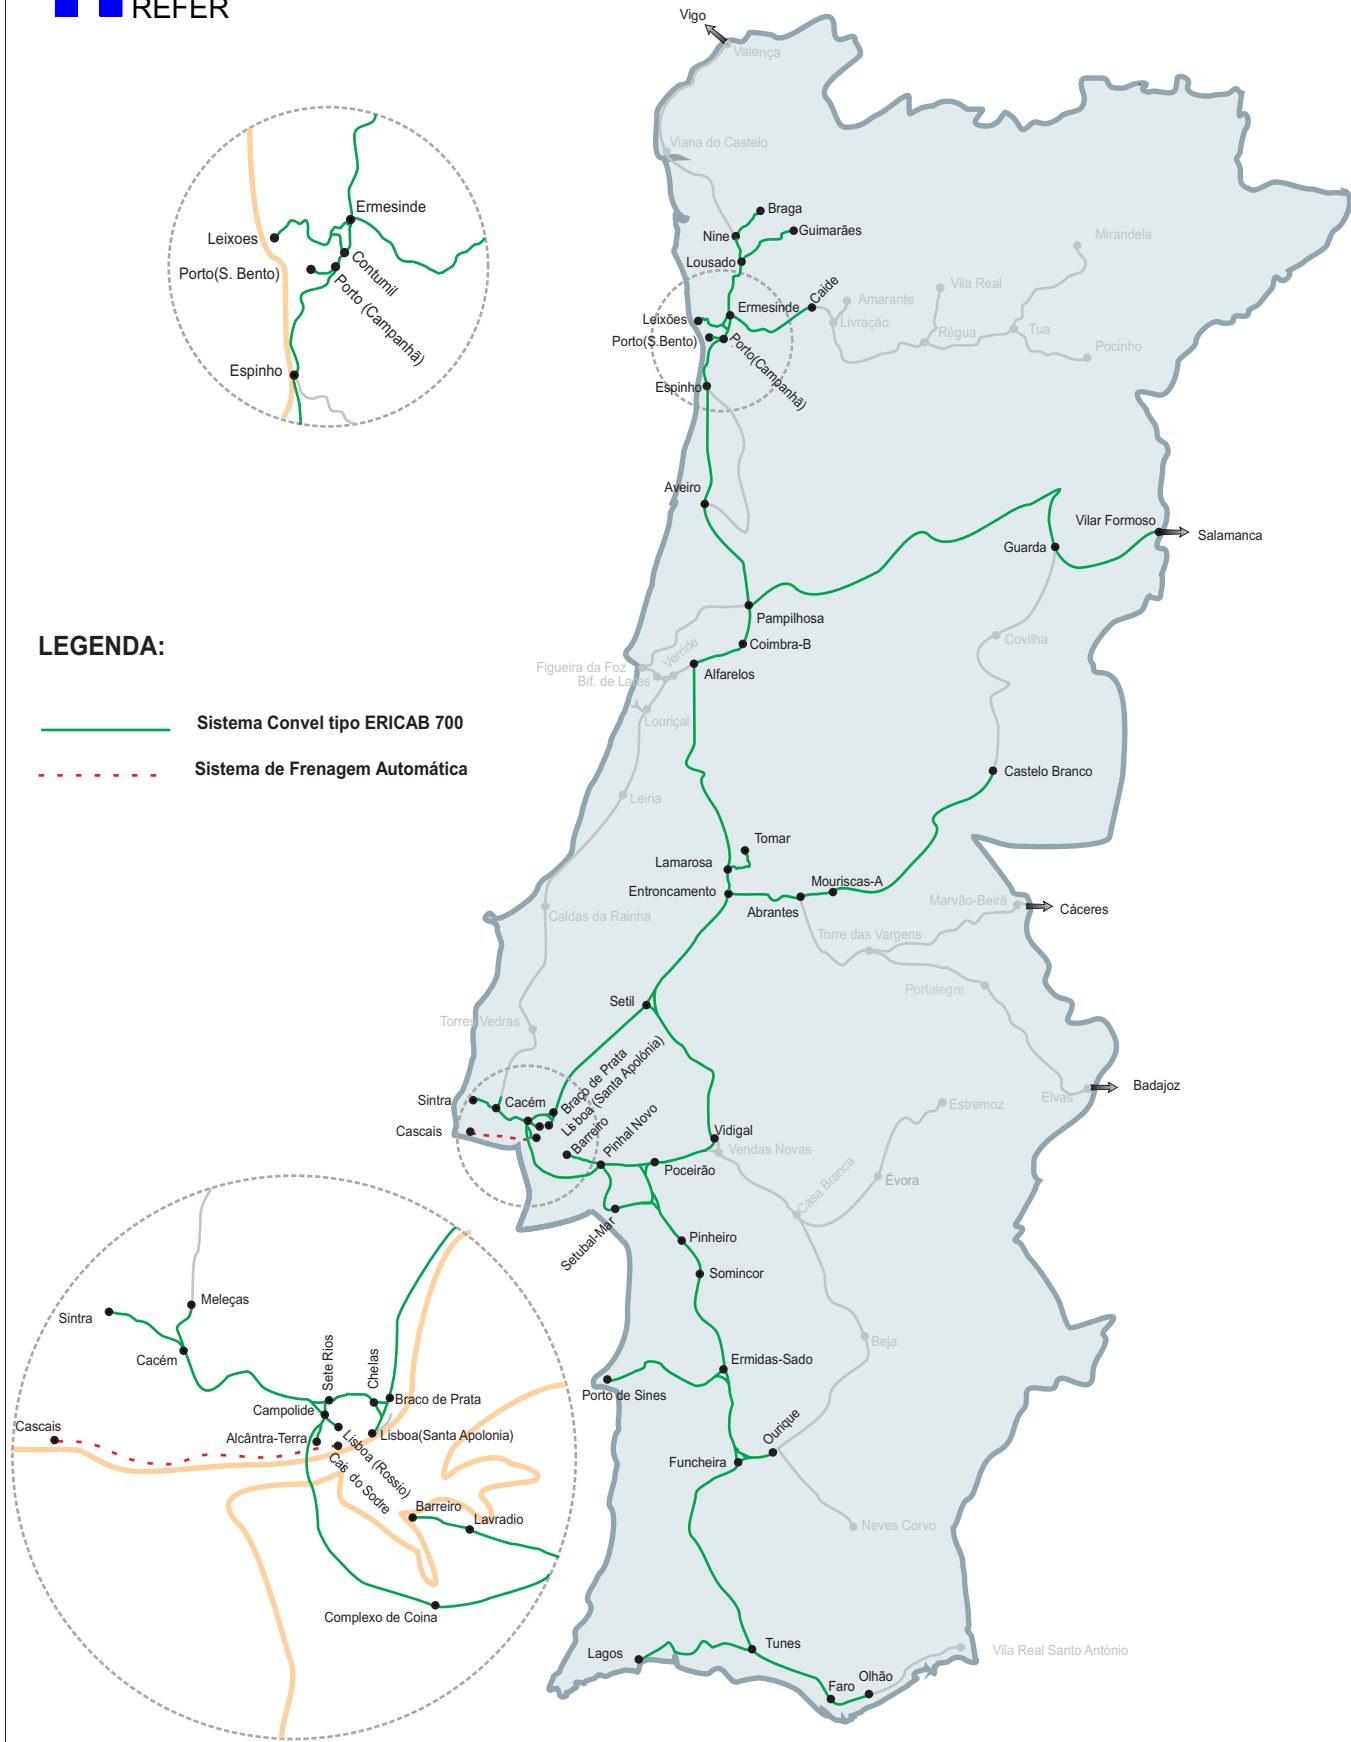 REFER
Vigo
Valença
Viana do Castelo
Braga
Guimarães
Nine
Lousado
Mirandela
Ermesinde
Caide
Amarante
Vila Real
Leixões
Livração
Régua
Tua
Porto(S.Bento)
Porto(Campanhã)
Pocinho
Espinho
Ermesinde
Leixoes
Contumil
Porto(S. Bento)
Porto (Campanhã)
Espinho
Aveiro
Vilar Formoso
Salamanca
Guarda
Pampilhosa
Coimbra-B
Covilha
Verride
Figueira da Foz
Bif. de Lares
Alfarelos
Louriçal
LEGENDA:
Sistema Convel tipo ERICAB 700
Sistema de Frenagem Automática
Castelo Branco
Leiria
Tomar
Lamarosa
Entroncamento
Mouriscas-A
Abrantes
Marvão-Beirã
Cáceres
Caldas da Rainha
Torre das Vargens
Portalegre
Setil
Torres Vedras
Braço de Prata
Lisboa (Santa Apolónia)
Sintra
Cacém
Cascais
Barreiro
Pinhal Novo
Elvas
Badajoz
Estremoz
Vidigal
Vendas Novas
Poceirão
Casa Branca
Évora
Setubal-Mar
Pinheiro
Somincor
Beja
Ermidas-Sado
Porto de Sines
Ourique
Funcheira
Neves Corvo
Meleças
Sintra
Cacém
Sete Rios
Chelas
Braco de Prata
Campolide
Cascais
Alcântra-Terra
Lisboa(Santa Apolonia)
Lisboa (Rossio)
Cais do Sodre
Barreiro
Lavradio
Complexo de Coina
Tunes
Lagos
Faro
Olhão
Vila Real Santo António